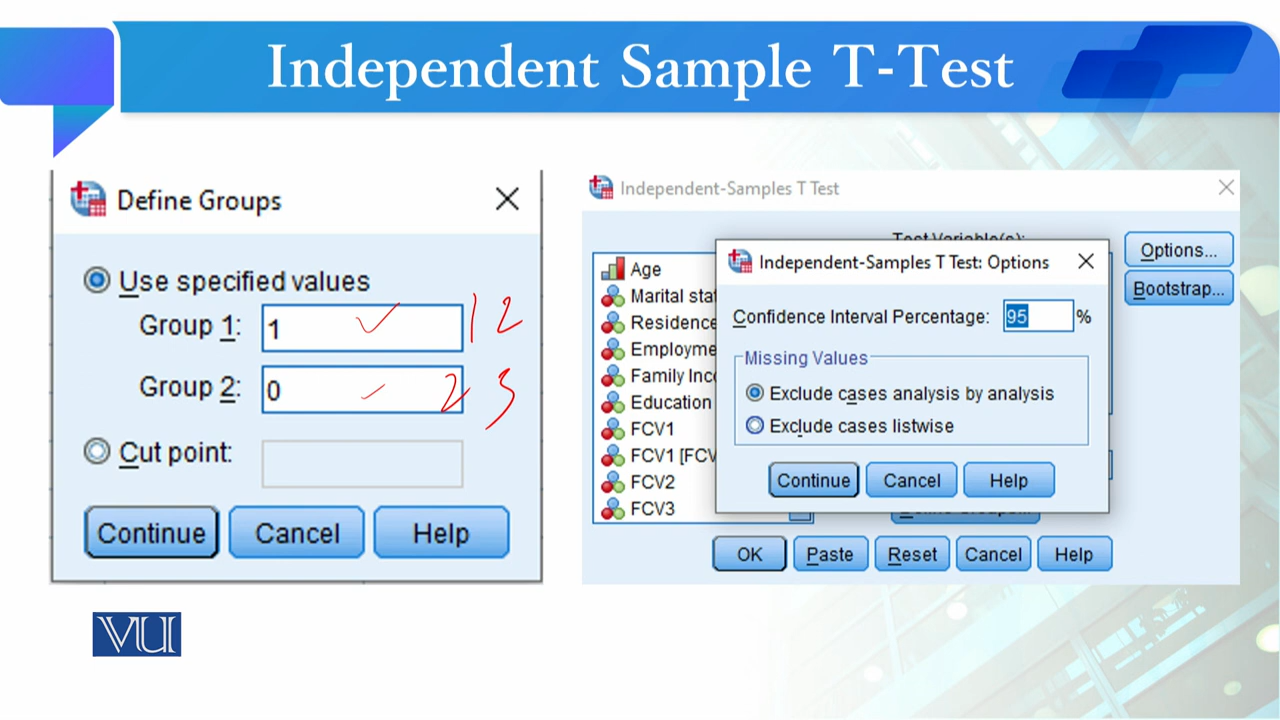 Independent Sample T-Test
Define Groups
Use specified values
Group 1: 1 1 2
Group 2: 0 2 3
Cut point:
Continue Cancel Help
Independent-Samples T Test
Options...
Bootstrap...
Age
Marital stat
Residence
Employme
Family Inc
Education
FCV1
FCV1 [FCV
FCV2
FCV3
Independent-Samples T Test: Options
Confidence Interval Percentage: 95 %
Missing Values
Exclude cases analysis by analysis
Exclude cases listwise
Continue Cancel Help
OK Paste Reset Cancel Help
VU